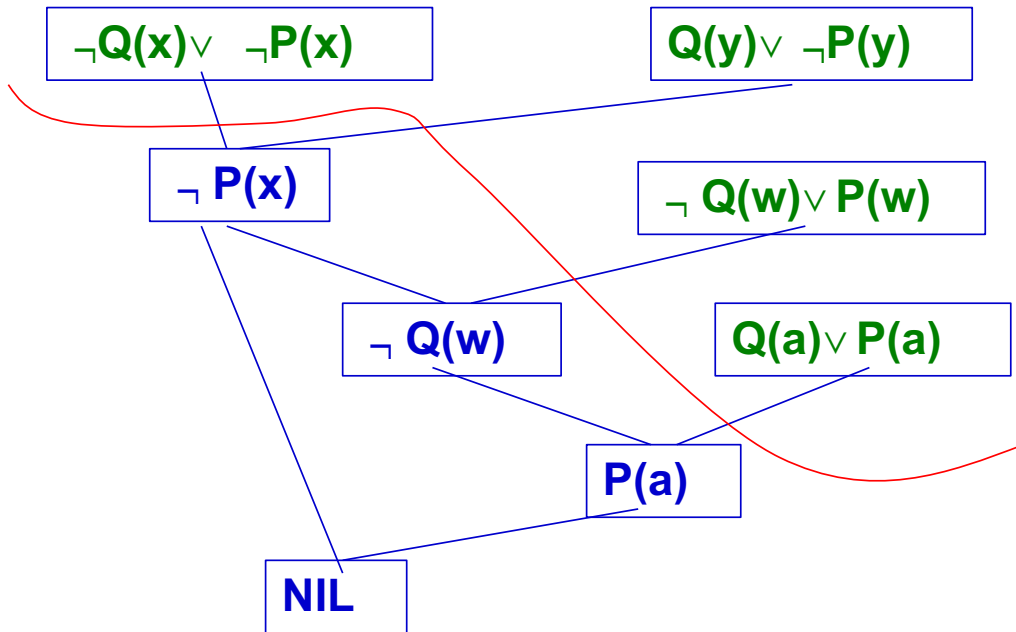 ¬Q(x)∨ ¬P(x)
Q(y)∨ ¬P(y)
¬ P(x)
¬ Q(w)∨ P(w)
¬ Q(w)
Q(a)∨ P(a)
P(a)
NIL